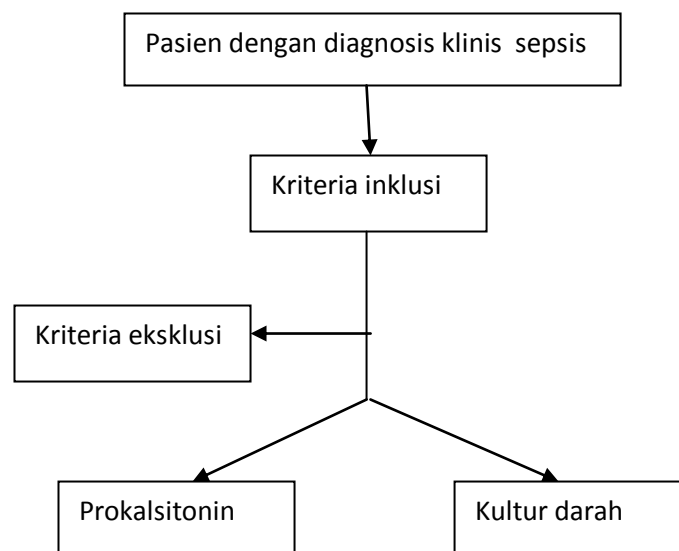 Pasien dengan diagnosis klinis  sepsis
Kriteria inklusi
Kriteria eksklusi
Prokalsitonin
Kultur darah